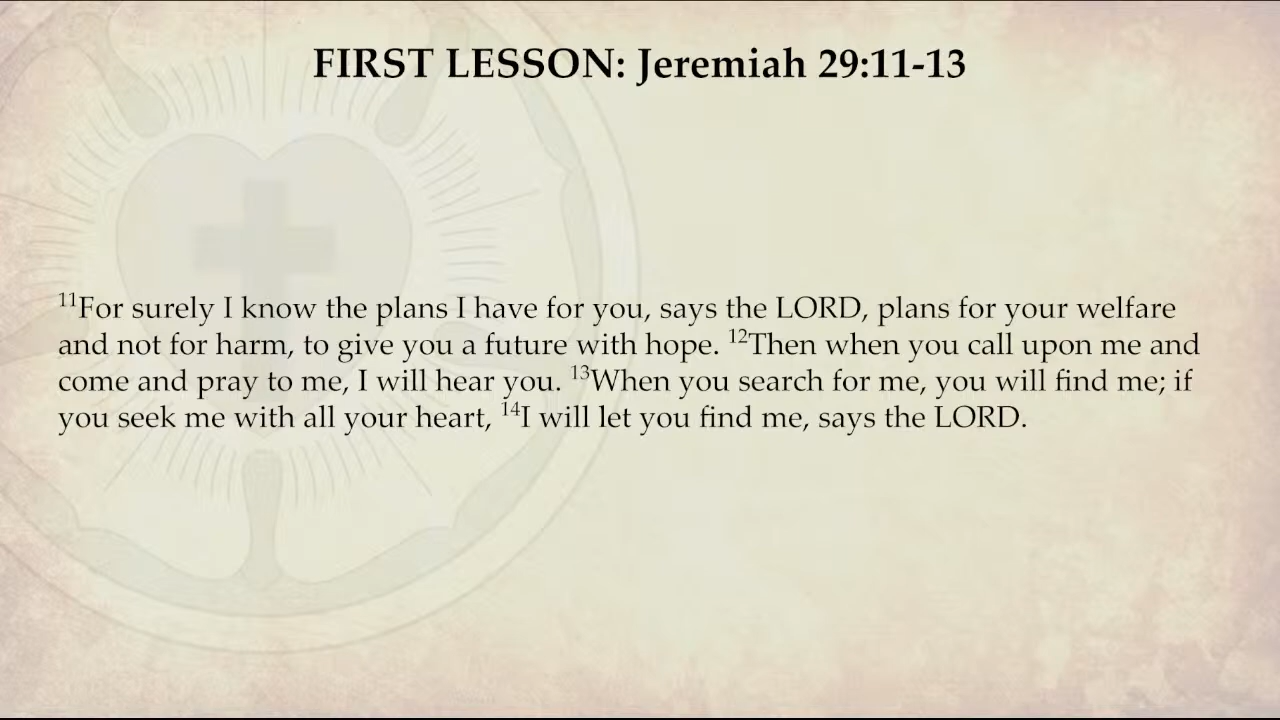 FIRST LESSON: Jeremiah 29:11-13
¹¹For surely I know the plans I have for you, says the LORD, plans for your welfare
and not for harm, to give you a future with hope. ¹²Then when you call upon me and
come and pray to me, I will hear you. ¹³When you search for me, you will find me; if
you seek me with all your heart, ¹⁴I will let you find me, says the LORD.